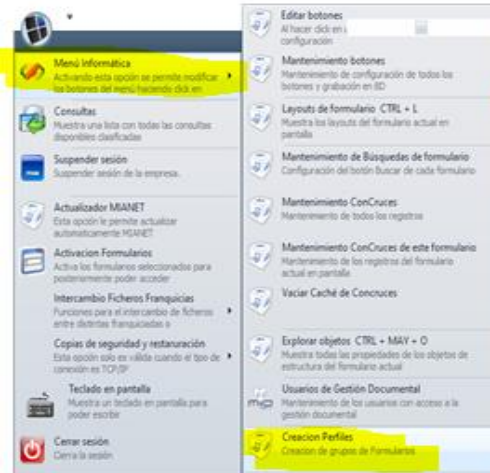 Menú Informática
Activando esta opción se permite modificar
los botones del menú haciendo click en
Consultas
Muestra una lista con todas las consultas
disponibles clasificadas
Suspender sesión
Suspender sesión de la empresa.
Actualizador MIANET
Esta opción le permite actualizar
automaticamente MIANET
Activacion Formularios
Activa los formularios seleccionados para
posteriormente poder acceder
Intercambio Ficheros Franquicias
Funciones para el intercambio de ficheros
entre distintas franquiciadas o
Copias de seguridad y restaruración
Esta opción solo es válida cuando el tipo de
conexión es TCP/IP
Teclado en pantalla
Muestra un teclado en pantalla para
poder escribir
Cerrar sesión
Cierra la sesión
Editar botones
Al hacer click en
configuración
Mantenimiento botones
Mantenimiento de configuración de todos los
botones y grabación en BD
Layouts de formulario CTRL + L
Muestra los layouts del formulario actual en
pantalla
Mantenimiento de Búsquedas de formulario
Configuración del botón Buscar de cada formulario
Mantenimiento ConCruces
Mantenimiento de todos los registros
Mantenimiento ConCruces de este formulario
Mantenimiento de los registros del formulario
actual en pantalla
Vaciar Caché de Concruces
Explorar objetos CTRL + MAY + O
Muestra todas las propiedades de los objetos de
estructura del formulario actual
Usuarios de Gestión Documental
Mantenimiento de los usuarios con acceso a la
gestión documental
Creacion Perfiles
Creacion de grupos de Formularios